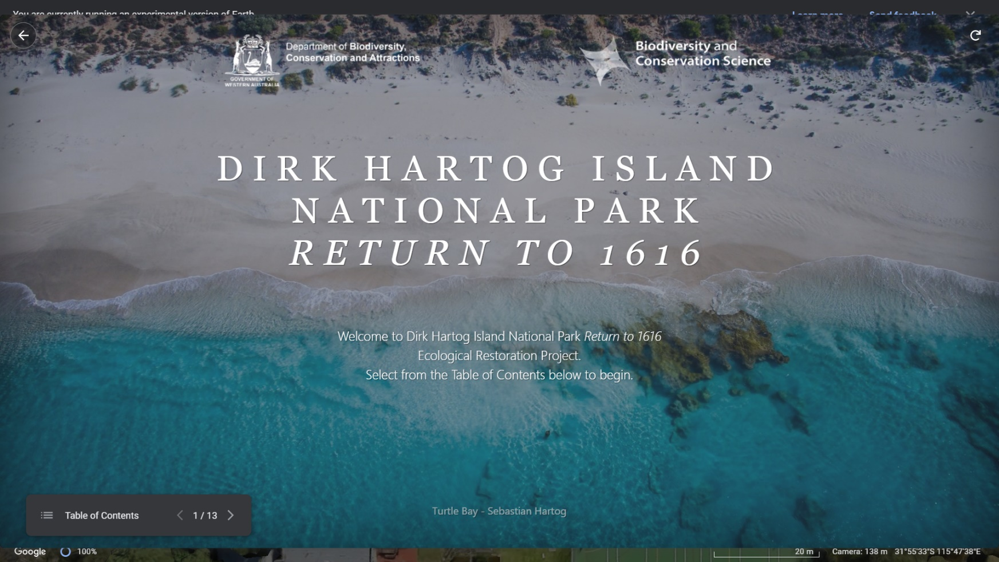 You are currently running an experimental version of Earth
Learn more
Send feedback
GOVERNMENT OF
WESTERN AUSTRALIA
Department of Biodiversity,
Conservation and Attractions
Biodiversity and
Conservation Science
DIRK HARTOG ISLAND
NATIONAL PARK
RETURN TO 1616
Welcome to Dirk Hartog Island National Park Return to 1616
Ecological Restoration Project.
Select from the Table of Contents below to begin.
Turtle Bay - Sebastian Hartog
Table of Contents
1 / 13
Google
100%
20 m
Camera: 138 m 31°55'33"S 115°47'38"E